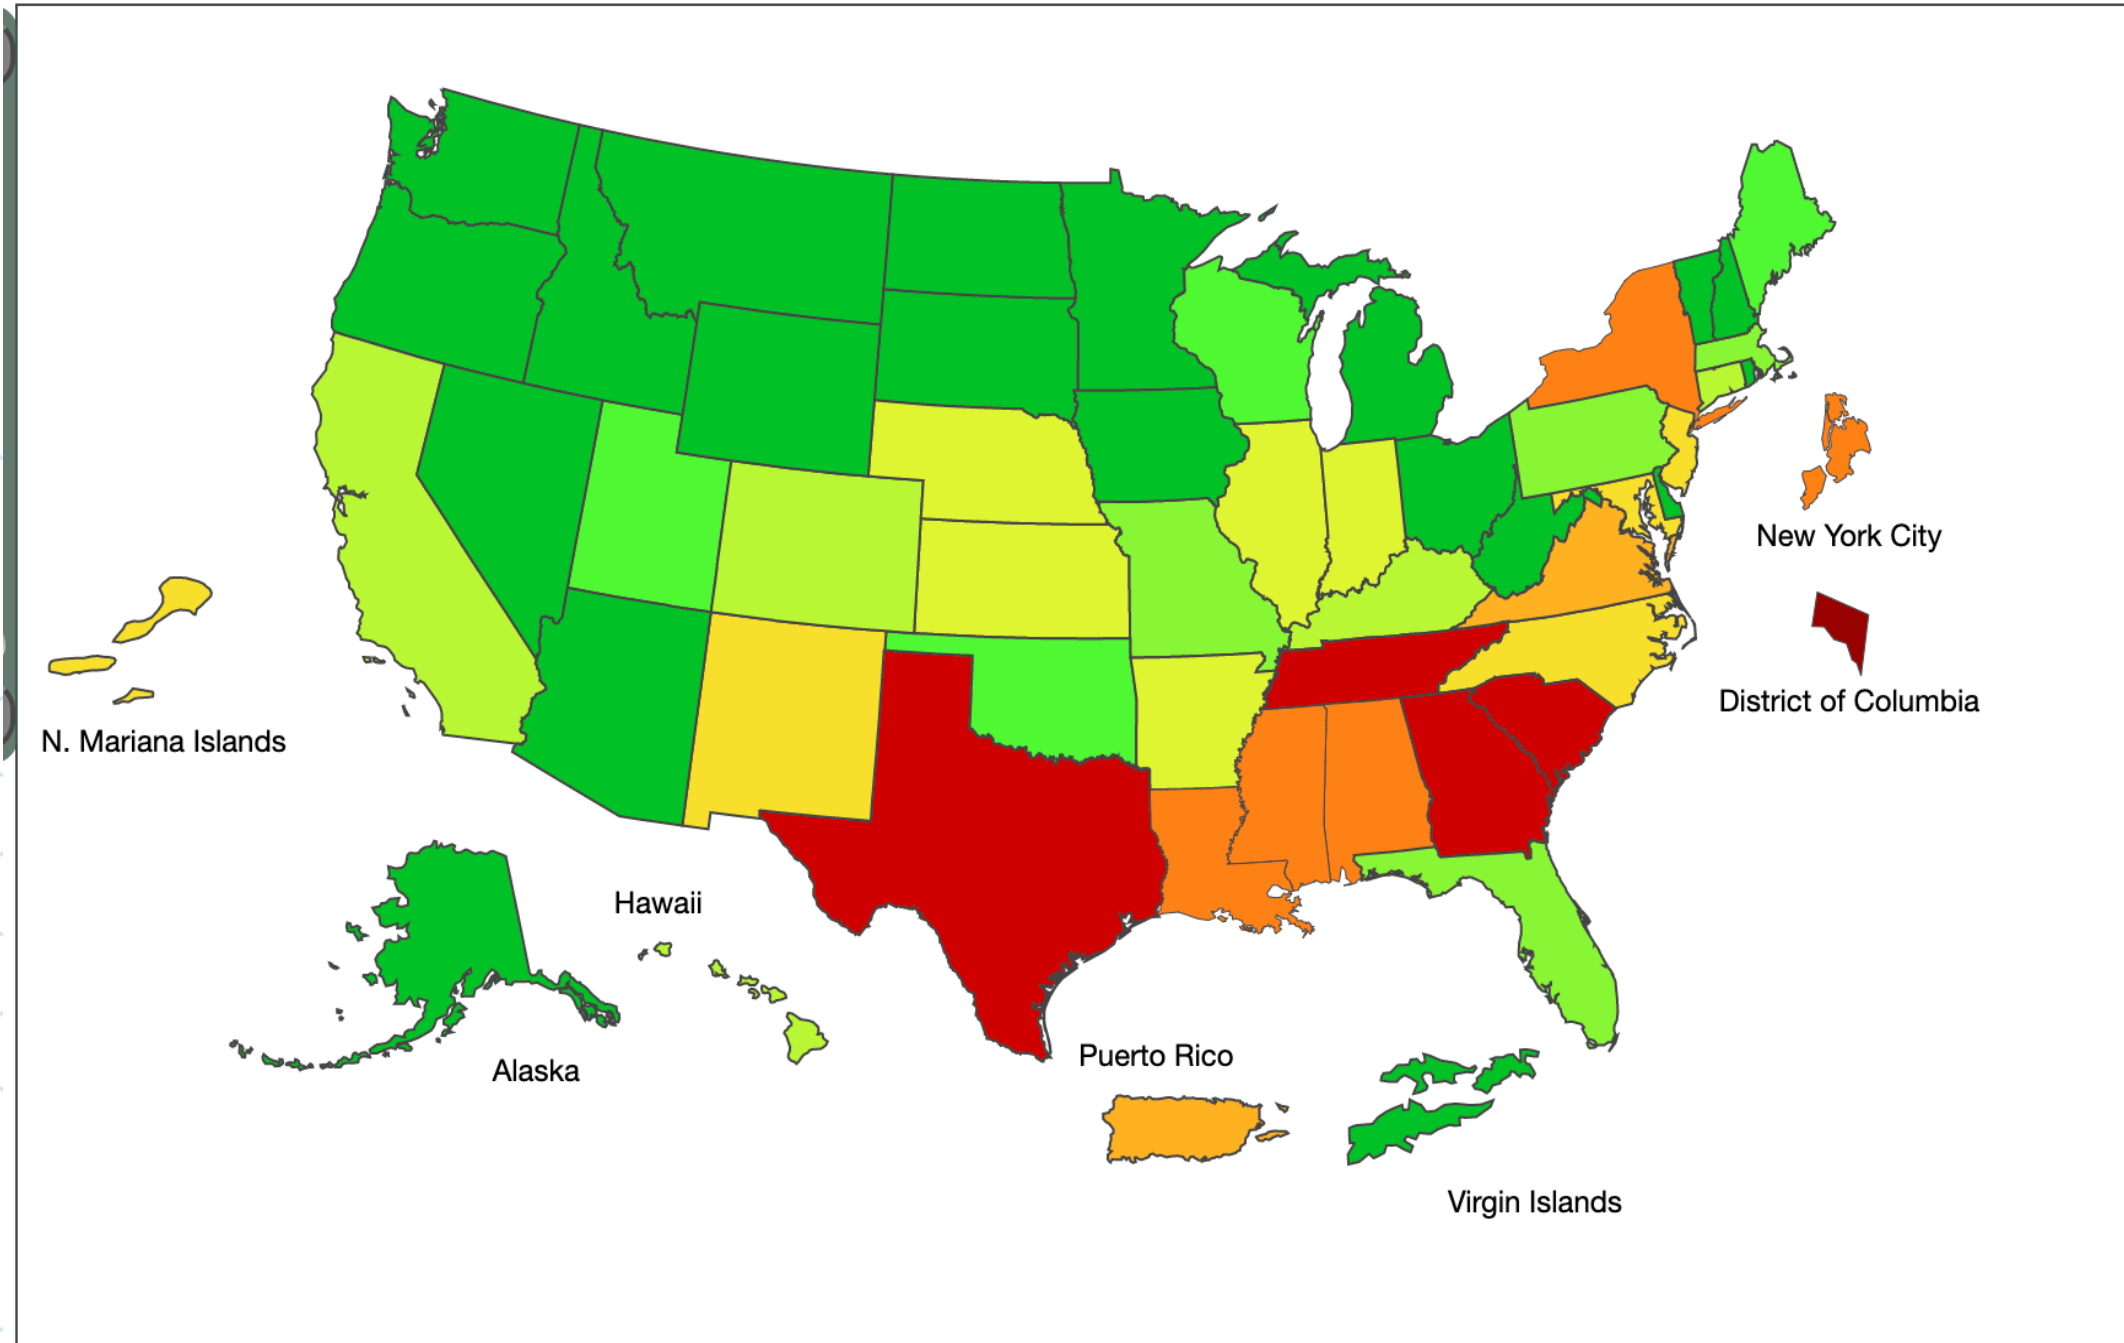 New York City
District of Columbia
N. Mariana Islands
Hawaii
Alaska
Puerto Rico
Virgin Islands